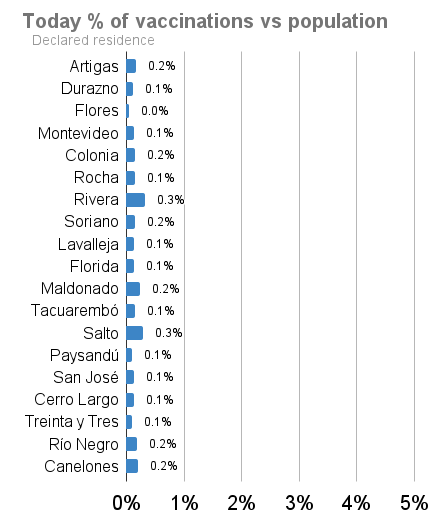 Today % of vaccinations vs population
Declared residence
Artigas 0.2%
Durazno 0.1%
Flores 0.0%
Montevideo 0.1%
Colonia 0.2%
Rocha 0.1%
Rivera 0.3%
Soriano 0.2%
Lavalleja 0.1%
Florida 0.1%
Maldonado 0.2%
Tacuarembó 0.1%
Salto 0.3%
Paysandú 0.1%
San José 0.1%
Cerro Largo 0.1%
Treinta y Tres 0.1%
Río Negro 0.2%
Canelones 0.2%
0% 1% 2% 3% 4% 5%